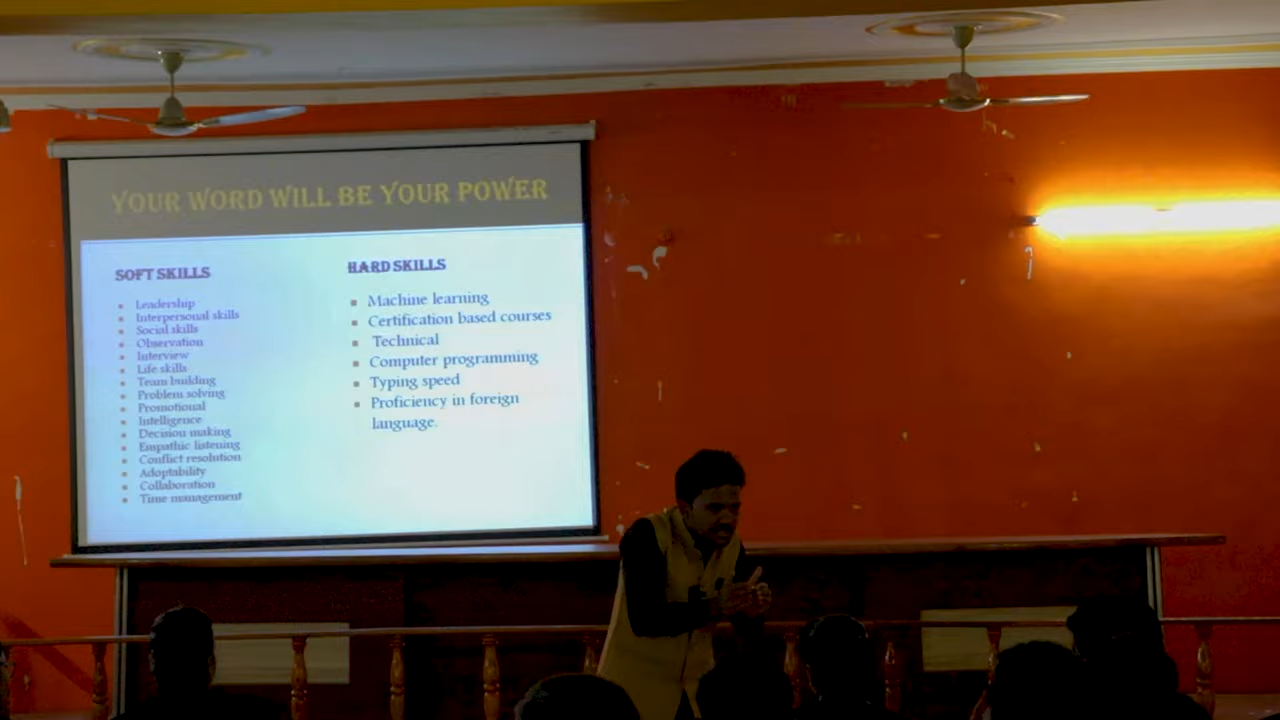 YOUR WORD WILL BE YOUR POWER
SOFT SKILLS
Leadership
Interpersonal skills
Social skills
Observation
Interview
Life skills
Team building
Problem solving
Promotional
Intelligence
Decision making
Empathic listening
Conflict resolution
Adoptability
Collaboration
Time management
HARD SKILLS
Machine learning
Certification based courses
Technical
Computer programming
Typing speed
Proficiency in foreign
language.